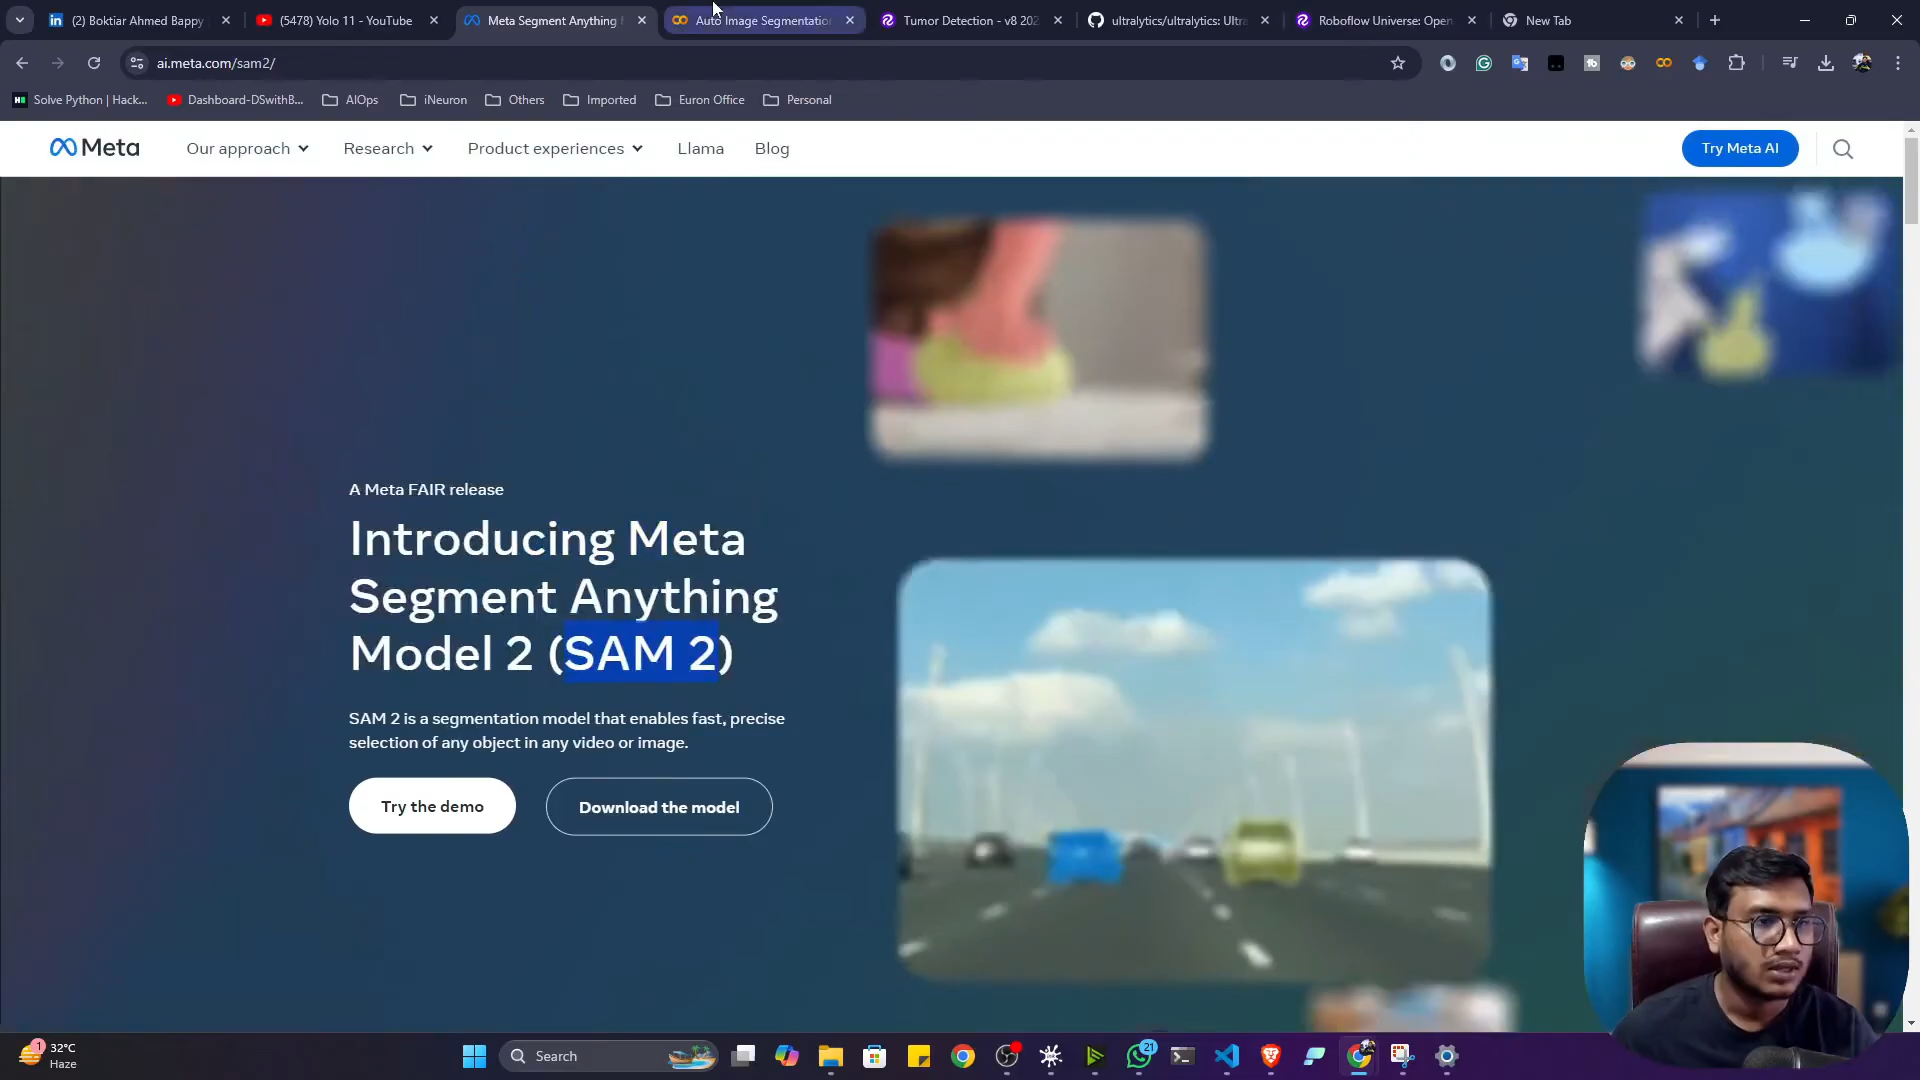 (2) Boktiar Ahmed Bappy
(5478) Yolo 11 - YouTube
Meta Segment Anything
Auto Image Segmentation
Tumor Detection - v8 202
ultralytics/ultralytics: Ultra
Roboflow Universe: Open
New Tab
ai.meta.com/sam2/
Solve Python | Hack...
Dashboard-DSwithB...
AIOps
iNeuron
Others
Imported
Euron Office
Personal
Meta
Our approach
Research
Product experiences
Llama
Blog
Try Meta AI
A Meta FAIR release
Introducing Meta
Segment Anything
Model 2 (SAM 2)
SAM 2 is a segmentation model that enables fast, precise
selection of any object in any video or image.
Try the demo
Download the model
1
32°C
Haze
Search
21